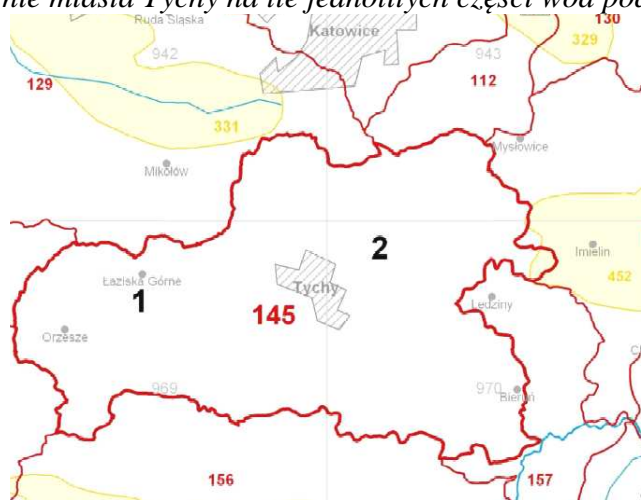 nie miasta Tychy na tle jednolitych części wód pod
Ruda Śląska
Katowice
130
329
942
943
129
112
331
Mysłowice
Mikołów
2
Imielin
Łaziska Górne
452
1
Tychy
Lędziny
145
Orzesze
969
970
Bieruń
156
157